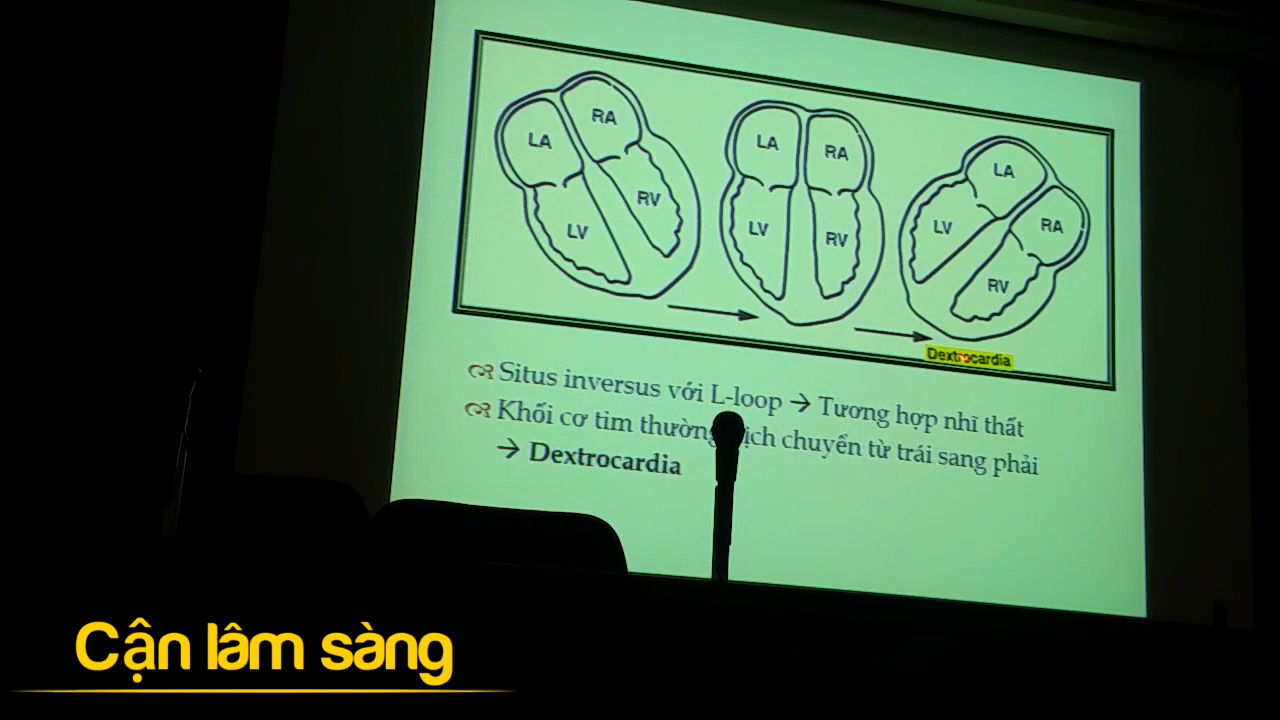 RA
LA
RV
LV
LA
RA
LV
RV
LA
LV
RA
RV
Dextrocardia
Situs inversus với L-loop → Tương hợp nhĩ thất
Khối cơ tim thường chuyển từ trái sang phải
→ Dextrocardia
Cận lâm sàng